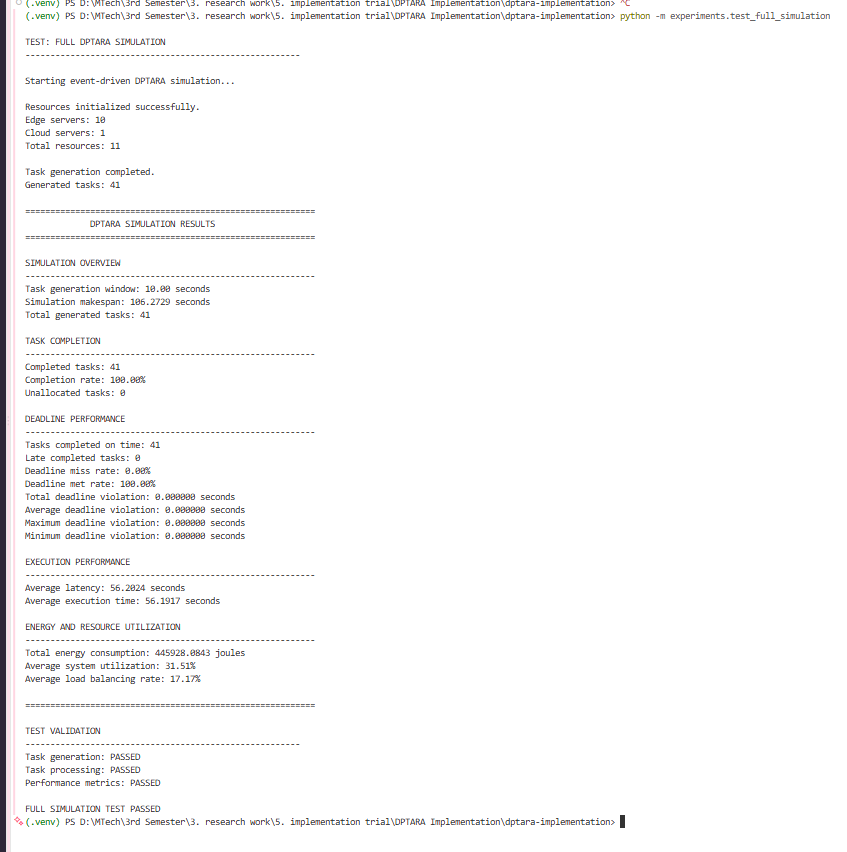 (.venv) PS D:\MTech\3rd Semester\3. research work\5. implementation trial\DPTARA Implementation\dptara-implementation> ^C
(.venv) PS D:\MTech\3rd Semester\3. research work\5. implementation trial\DPTARA Implementation\dptara-implementation> python -m experiments.test_full_simulation
TEST: FULL DPTARA SIMULATION
-------------------------------------------------------
Starting event-driven DPTARA simulation...
Resources initialized successfully.
Edge servers: 10
Cloud servers: 1
Total resources: 11
Task generation completed.
Generated tasks: 41
==========================================================
DPTARA SIMULATION RESULTS
==========================================================
SIMULATION OVERVIEW
----------------------------------------------------------
Task generation window: 10.00 seconds
Simulation makespan: 106.2729 seconds
Total generated tasks: 41
TASK COMPLETION
----------------------------------------------------------
Completed tasks: 41
Completion rate: 100.00%
Unallocated tasks: 0
DEADLINE PERFORMANCE
----------------------------------------------------------
Tasks completed on time: 41
Late completed tasks: 0
Deadline miss rate: 0.00%
Deadline met rate: 100.00%
Total deadline violation: 0.000000 seconds
Average deadline violation: 0.000000 seconds
Maximum deadline violation: 0.000000 seconds
Minimum deadline violation: 0.000000 seconds
EXECUTION PERFORMANCE
----------------------------------------------------------
Average latency: 56.2024 seconds
Average execution time: 56.1917 seconds
ENERGY AND RESOURCE UTILIZATION
----------------------------------------------------------
Total energy consumption: 445928.0843 joules
Average system utilization: 31.51%
Average load balancing rate: 17.17%
==========================================================
TEST VALIDATION
-------------------------------------------------------
Task generation: PASSED
Task processing: PASSED
Performance metrics: PASSED
FULL SIMULATION TEST PASSED
(.venv) PS D:\MTech\3rd Semester\3. research work\5. implementation trial\DPTARA Implementation\dptara-implementation>